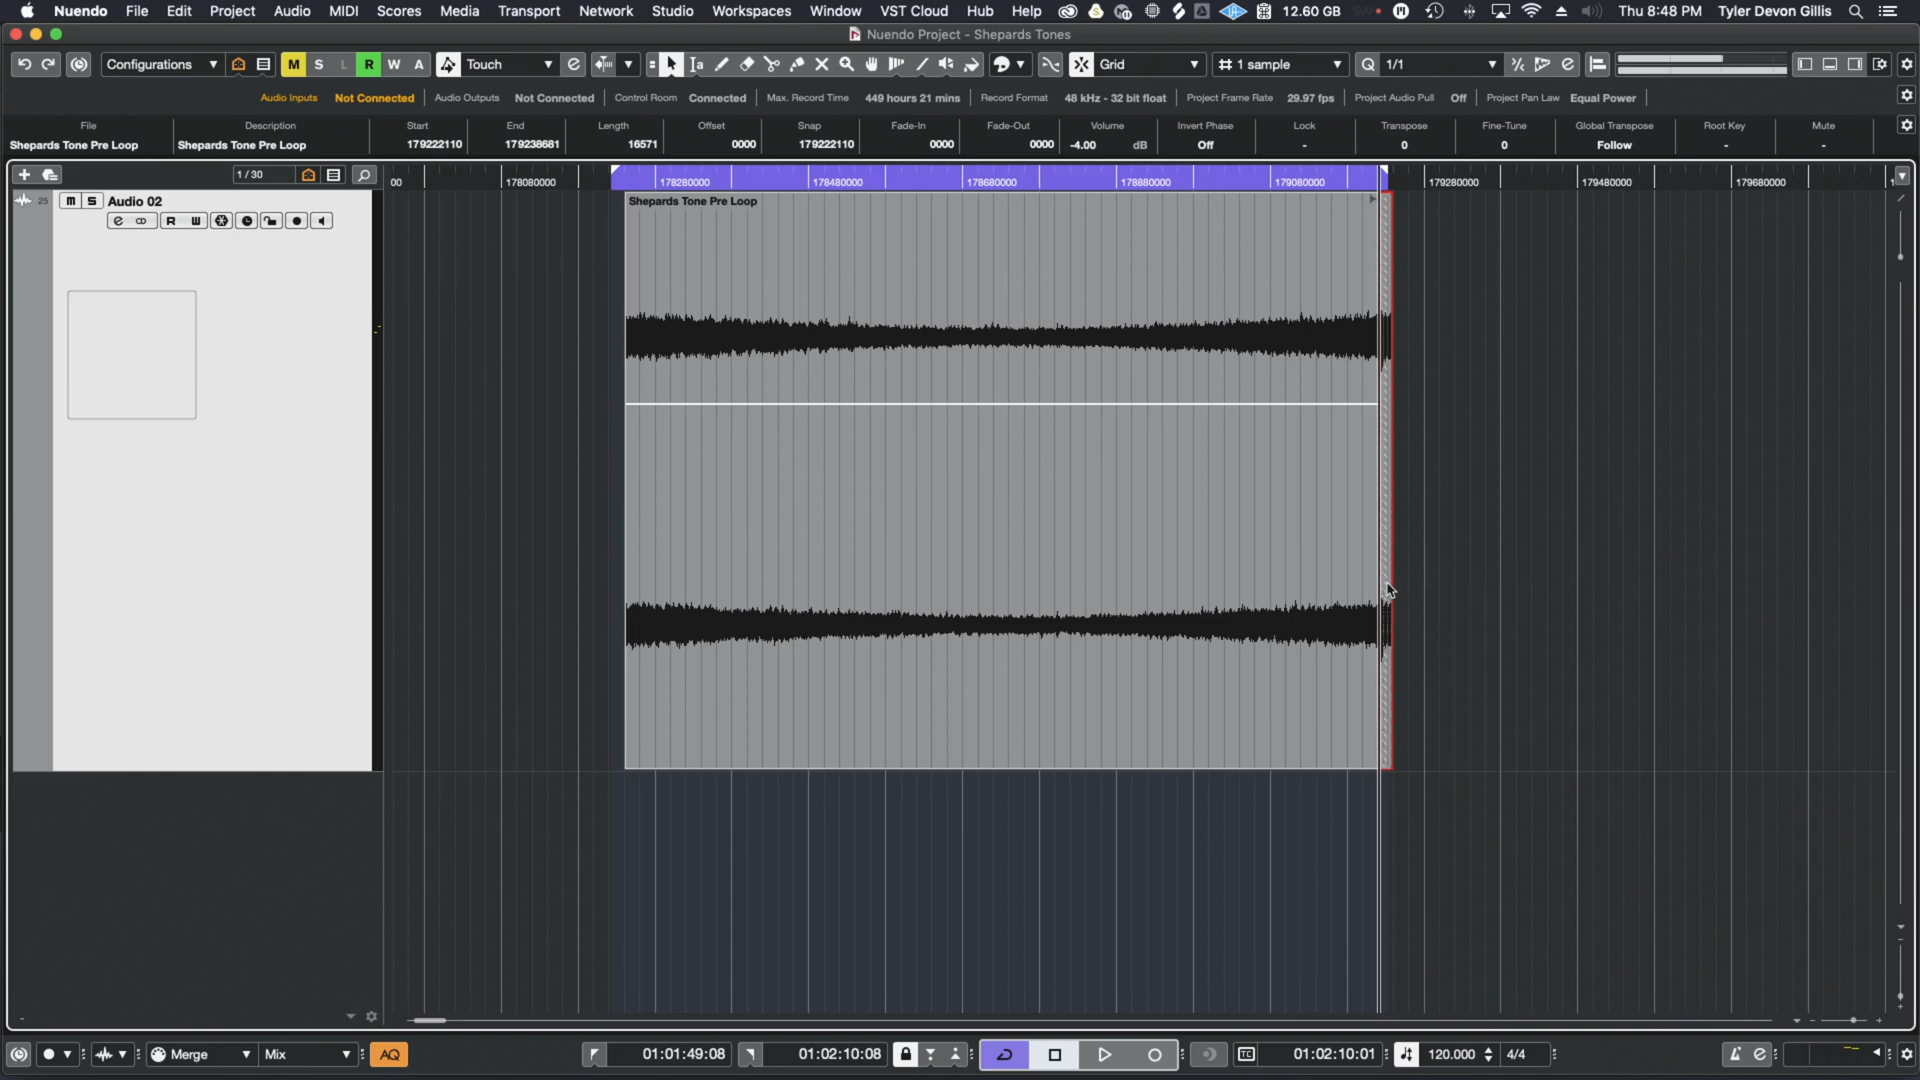 Nuendo File Edit Project Audio MIDI Scores Media Transport Network Studio Workspaces Window VST Cloud Hub Help 12.60 GB Thu 8:48 PM Tyler Devon Gillis
Nuendo Project - Shepards Tones
Configurations M S L R W A Touch Grid 1 sample Q 1/1
Audio Inputs Not Connected Audio Outputs Not Connected Control Room Connected Max. Record Time 449 hours 21 mins Record Format 48 kHz - 32 bit float Project Frame Rate 29.97 fps Project Audio Pull Off Project Pan Law Equal Power
File Description Start End Length Offset Snap Fade-In Fade-Out Volume Invert Phase Lock Transpose Fine-Tune Global Transpose Root Key Mute
Shepards Tone Pre Loop Shepards Tone Pre Loop 179222110 179238681 16571 0000 179222110 0000 0000 -4.00 dB Off - 0 0 Follow - -
1 / 30 00 178080000 178280000 178480000 178680000 178880000 179080000 179280000 179480000 179680000
25 m S Audio 02 Shepards Tone Pre Loop
e R W
Merge Mix AQ 01:01:49:08 01:02:10:08 TC 01:02:10:01 120.000 4/4